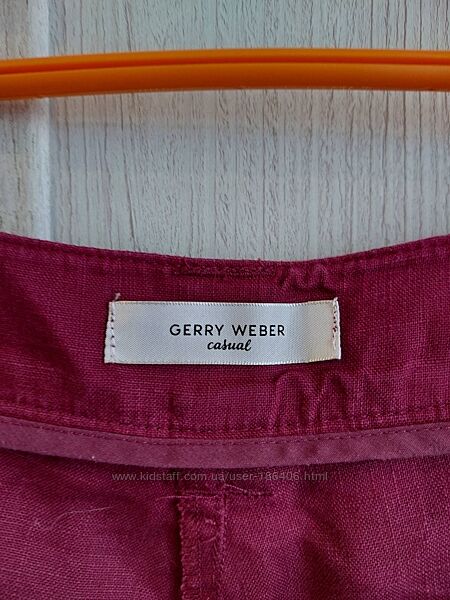 GERRY WEBER
casual
www.kidstaff.com.ua/user-186406.html